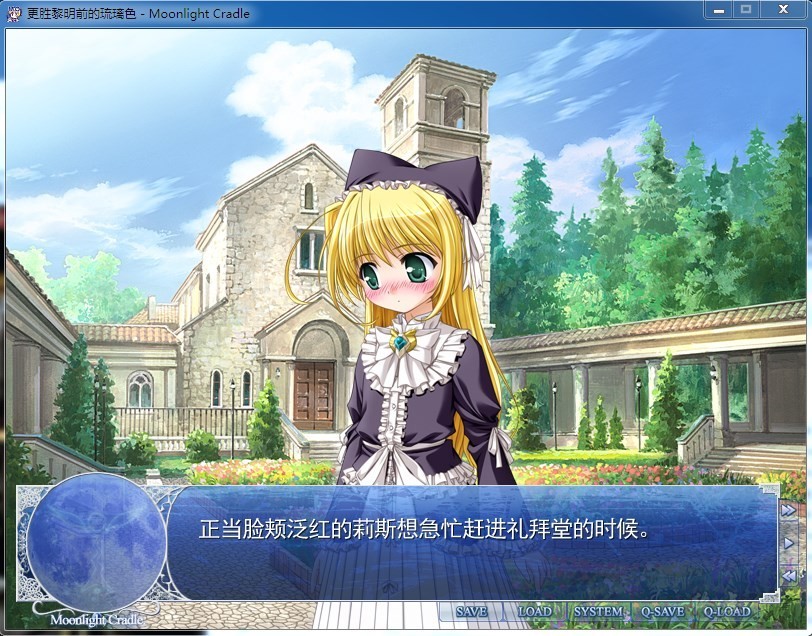 更胜黎明前的琉璃色 - Moonlight Cradle
正当脸颊泛红的莉斯想急忙赶进礼拜堂的时候。
Moonlight Cradle
SAVE LOAD SYSTEM Q-SAVE Q-LOAD